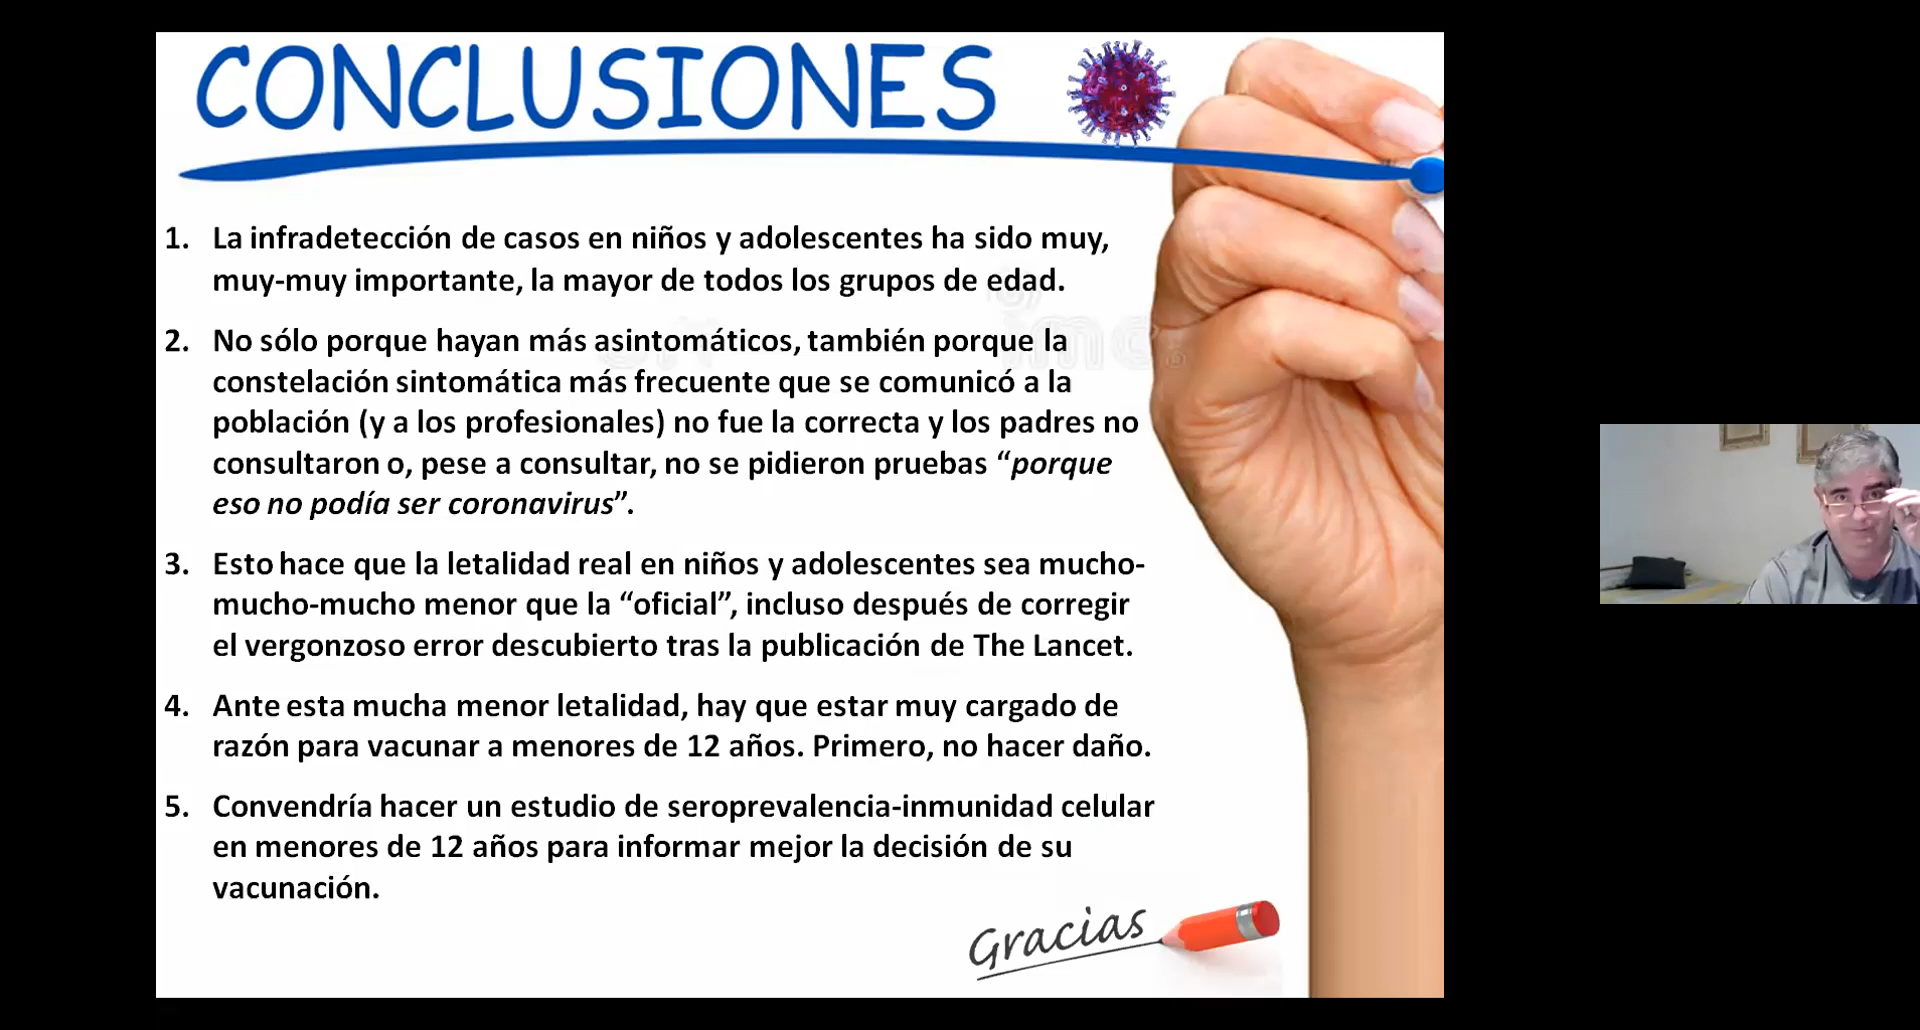 CONCLUSIONES
1. La infradetección de casos en niños y adolescentes ha sido muy,
muy-muy importante, la mayor de todos los grupos de edad.
2. No sólo porque hayan más asintomáticos, también porque la
constelación sintomática más frecuente que se comunicó a la
población (y a los profesionales) no fue la correcta y los padres no
consultaron o, pese a consultar, no se pidieron pruebas “porque
eso no podía ser coronavirus”.
3. Esto hace que la letalidad real en niños y adolescentes sea mucho-
mucho-mucho menor que la “oficial”, incluso después de corregir
el vergonzoso error descubierto tras la publicación de The Lancet.
4. Ante esta mucha menor letalidad, hay que estar muy cargado de
razón para vacunar a menores de 12 años. Primero, no hacer daño.
5. Convendría hacer un estudio de seroprevalencia-inmunidad celular
en menores de 12 años para informar mejor la decisión de su
vacunación.
Gracias